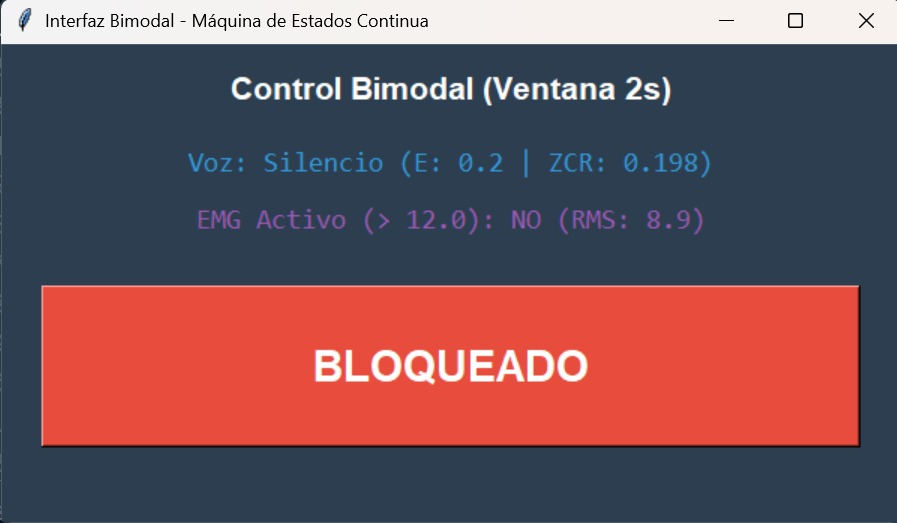 Interfaz Bimodal - Máquina de Estados Continua
Control Bimodal (Ventana 2s)
Voz: Silencio (E: 0.2 | ZCR: 0.198)
EMG Activo (> 12.0): NO (RMS: 8.9)
BLOQUEADO